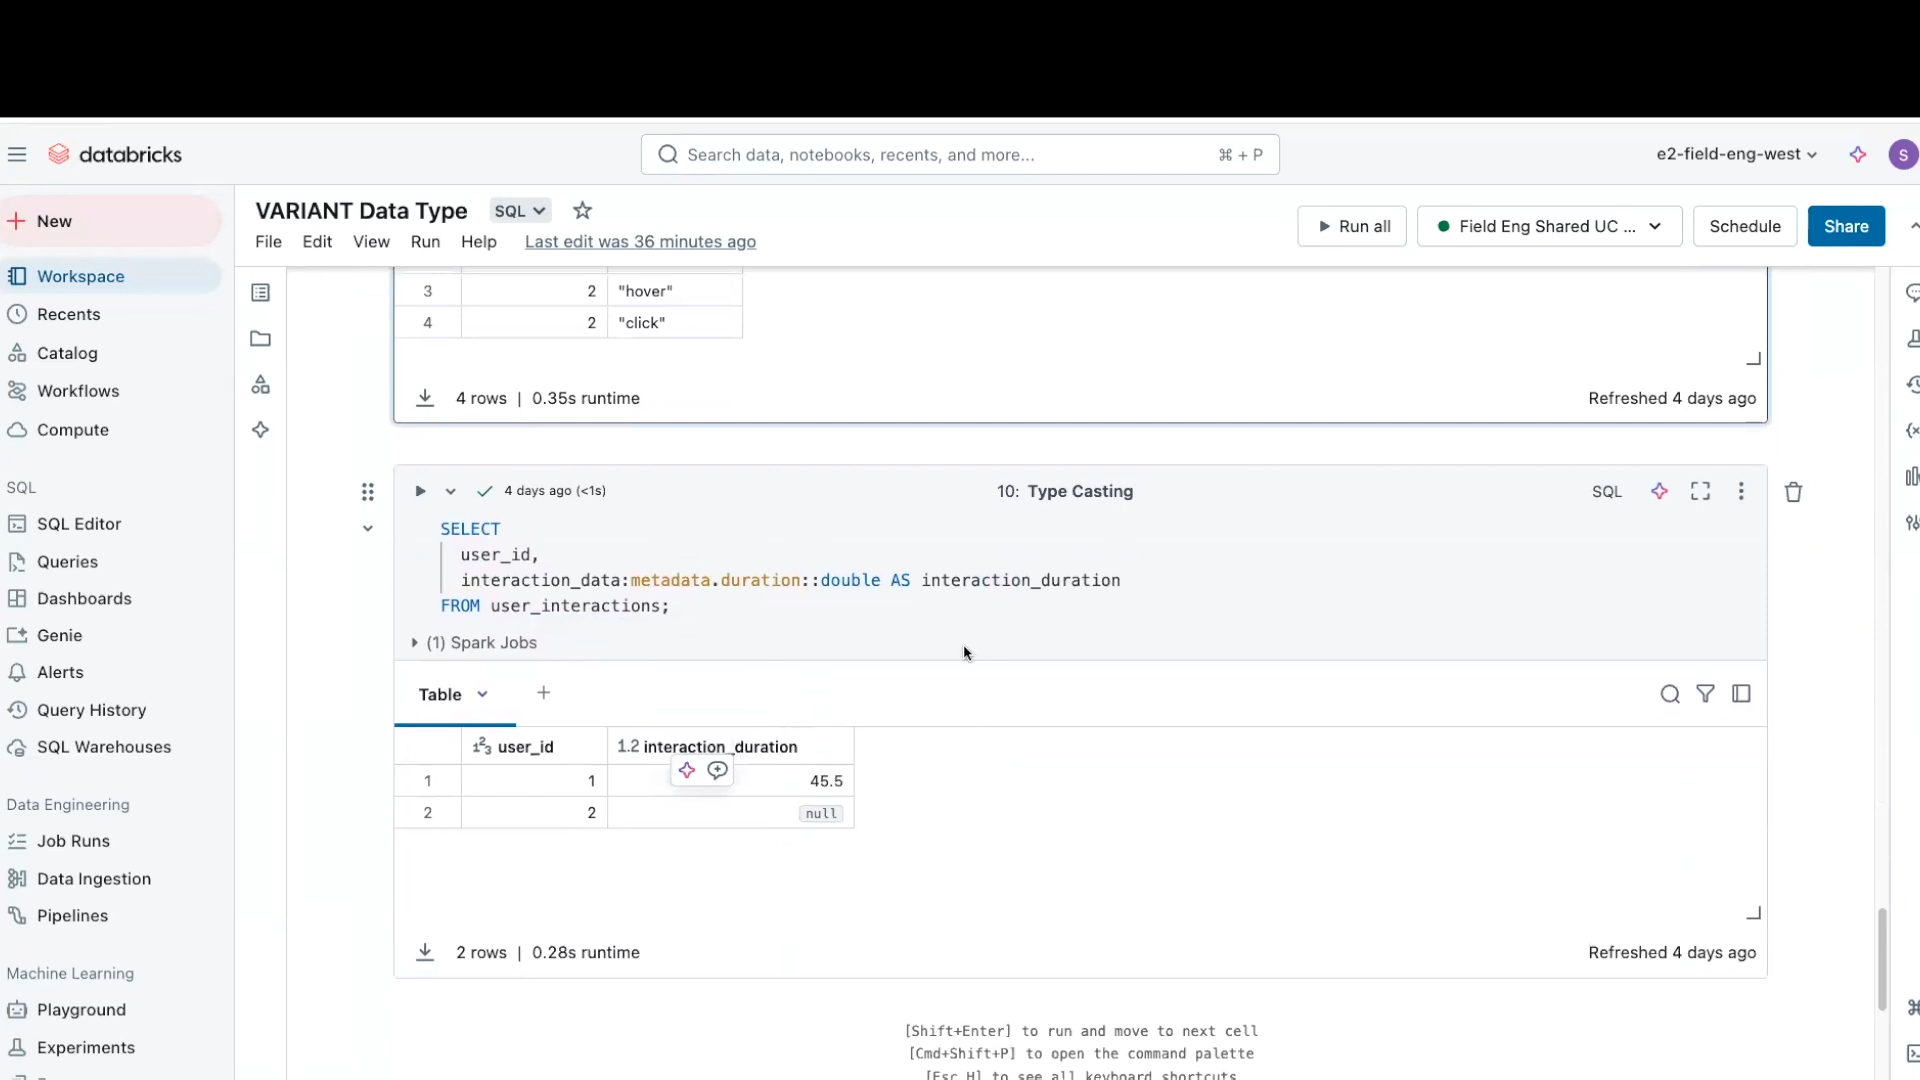 databricks
Search data, notebooks, recents, and more...
⌘ + P
e2-field-eng-west
S
New
VARIANT Data Type
SQL
File
Edit
View
Run
Help
Last edit was 36 minutes ago
Run all
Field Eng Shared UC ...
Schedule
Share
Workspace
Recents
Catalog
Workflows
Compute
SQL
SQL Editor
Queries
Dashboards
Genie
Alerts
Query History
SQL Warehouses
Data Engineering
Job Runs
Data Ingestion
Pipelines
Machine Learning
Playground
Experiments
3 2 "hover"
4 2 "click"
4 rows | 0.35s runtime
Refreshed 4 days ago
4 days ago (<1s)
10: Type Casting
SQL
SELECT
user_id,
interaction_data:metadata.duration::double AS interaction_duration
FROM user_interactions;
(1) Spark Jobs
Table
+
1²₃ user_id 1.2 interaction_duration
1 1 45.5
2 2 null
2 rows | 0.28s runtime
Refreshed 4 days ago
[Shift+Enter] to run and move to next cell
[Cmd+Shift+P] to open the command palette
[Esc H] to see all keyboard shortcuts